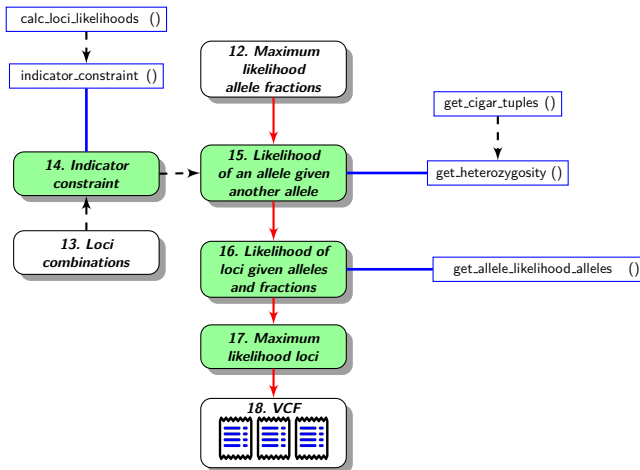 calc_loci_likelihoods ()
indicator_constraint ()
12. Maximum
likelihood
allele fractions
get_cigar_tuples ()
14. Indicator
constraint
15. Likelihood
of an allele given
another allele
get_heterozygosity ()
13. Loci
combinations
16. Likelihood of
loci given alleles
and fractions
get_allele_likelihood_alleles ()
17. Maximum
likelihood loci
18. VCF